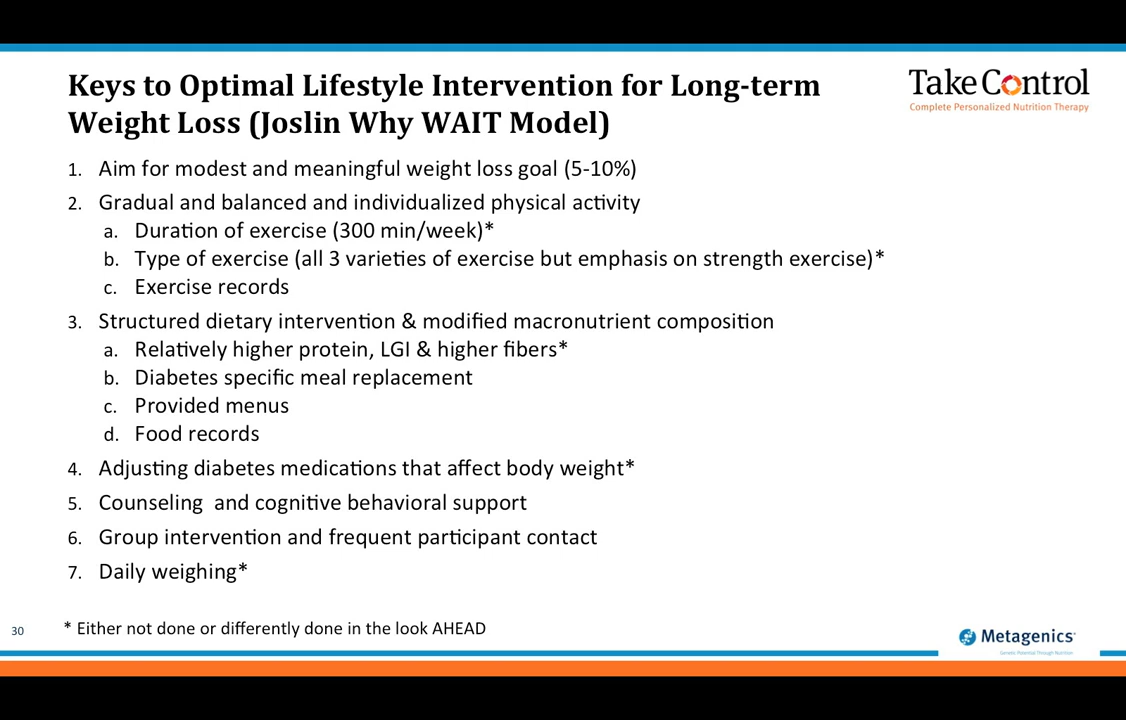 Keys to Optimal Lifestyle Intervention for Long-term
Weight Loss (Joslin Why WAIT Model)
Take Control
Complete Personalized Nutrition Therapy
1. Aim for modest and meaningful weight loss goal (5-10%)
2. Gradual and balanced and individualized physical activity
a. Duration of exercise (300 min/week)*
b. Type of exercise (all 3 varieties of exercise but emphasis on strength exercise)*
c. Exercise records
3. Structured dietary intervention & modified macronutrient composition
a. Relatively higher protein, LGI & higher fibers*
b. Diabetes specific meal replacement
c. Provided menus
d. Food records
4. Adjusting diabetes medications that affect body weight*
5. Counseling  and cognitive behavioral support
6. Group intervention and frequent participant contact
7. Daily weighing*
* Either not done or differently done in the look AHEAD
30
Metagenics
Genetic Potential Through Nutrition